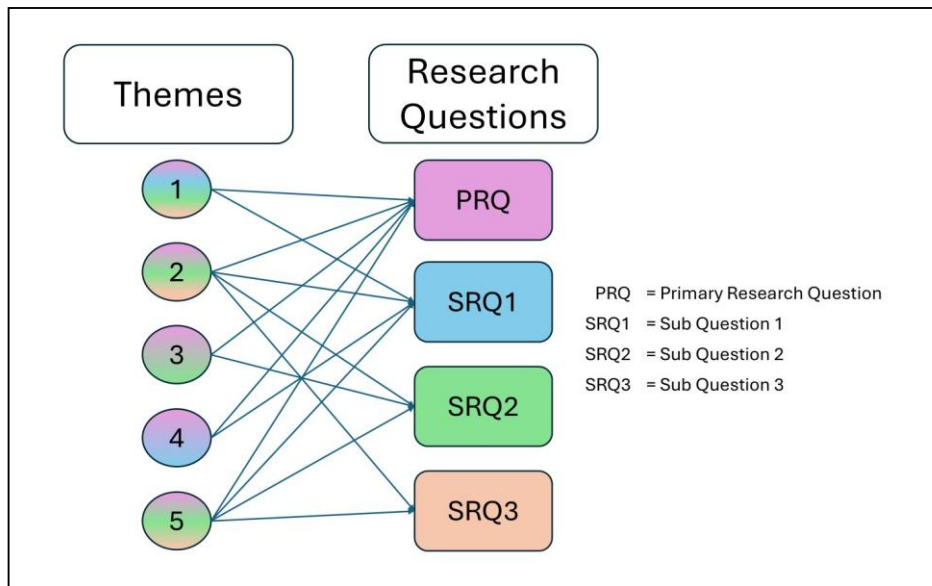 Themes
Research
Questions
1
2
3
4
5
PRQ
SRQ1
SRQ2
SRQ3
PRQ = Primary Research Question
SRQ1 = Sub Question 1
SRQ2 = Sub Question 2
SRQ3 = Sub Question 3